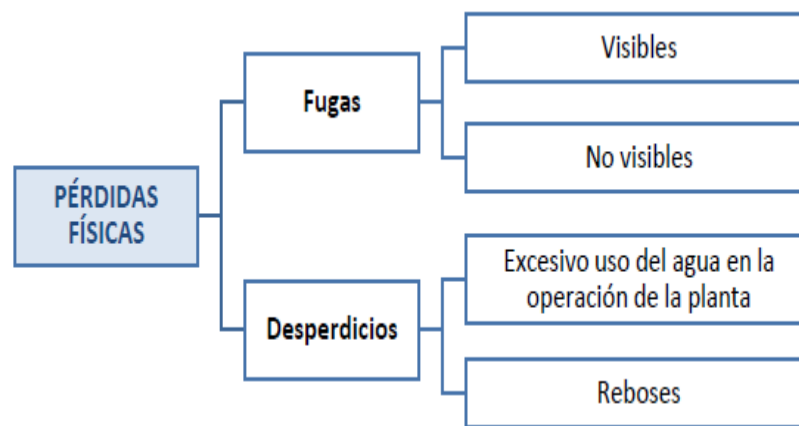 PÉRDIDAS
FÍSICAS
Fugas
Visibles
No visibles
Desperdicios
Excesivo uso del agua en la
operación de la planta
Reboses